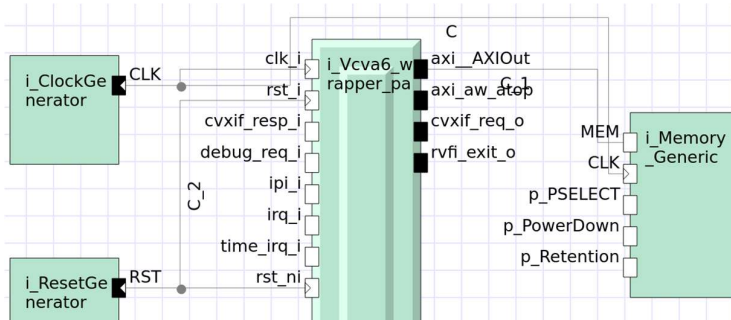 C
i_ClockGe
nerator
CLK
clk_i
rst_i
cvxif_resp_i
debug_req_i
ipi_i
irq_i
time_irq_i
rst_ni
i_Vcva6_w
rapper_pa
axi__AXIOut
C_1
axi_aw_atop
cvxif_req_o
rvfi_exit_o
C_2
i_ResetGe
nerator
RST
MEM
CLK
p_PSELECT
p_PowerDown
p_Retention
i_Memory
_Generic